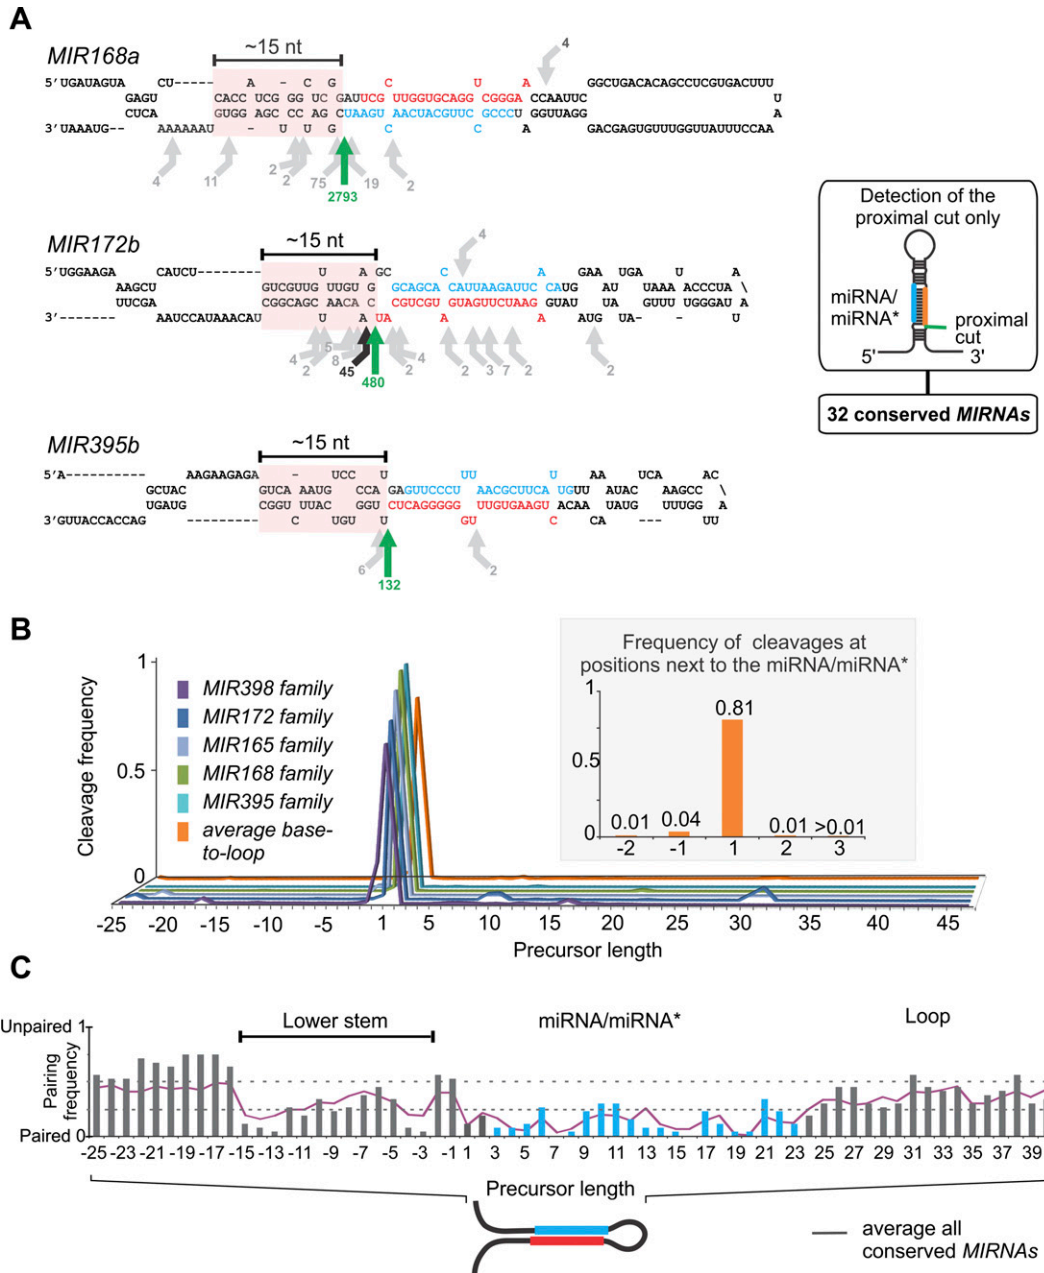 A
MIR168a
~15 nt
4
5'UGAUAGUA CU----- A - C G C U A GGCUGACACAGCCUCGUGACUUU
GAGU CACC UCG GG UCG AUUCG UUGGUGCAGG CGGGA CCAAUUC U
CUCA GUGG AGC CC AGC UAAGU AACUACGUUC GCCCU GGUUAGG A
3'UAAAUG-- AAAAAAU - U U G C C A GACGAGUGUUUGGUUAUUUCCAA
4 11 2 2 75 2793 19 2
MIR172b
~15 nt
4
5'UGGAAGA CAUCU------- U A GC C A GAA UGA U U A
AAGCU GUCGUUG UUGUG G GCAGCA CAUUAAGAUUC CAUG AU UAAA ACCCUA \
UUCGA CGGCAGC AACAC C CGUCGU GUAGUUCUAAG GUAU UA GUUU UGGGAU U
3'--------- AAUCCAUAAACAU U A UA A A AUG UA-- - U
4 2 5 8 45 480 2 4 2 3 7 2 2
MIR395b
~15 nt
5'A---------- AAGAAGAGA - UCC U UU U AA UCA AC
GCUAC GUCA AAUG CCA GAGUUCCCU AACGCUUCA UGUU AUAC AAGCC \
UGAUG CGGU UUAC GGU CUCAGGGGG UUGUGAAGU ACAA UAUG UUUGG A
3'GUUACCACCAG -------- C UGU U GU C CA --- UU
6 132 2
Detection of the
proximal cut only
miRNA/
miRNA*
proximal
cut
5' 3'
32 conserved MIRNAs
B
Cleavage frequency
1
0.5
0
MIR398 family
MIR172 family
MIR165 family
MIR168 family
MIR395 family
average base-
to-loop
-25 -20 -15 -10 -5 1 5 10 15 20 25 30 35 40 45
Precursor length
Frequency of cleavages at
positions next to the miRNA/miRNA*
1
0.5
0
0.01 0.04 0.81 0.01 >0.01
-2 -1 1 2 3
C
Lower stem miRNA/miRNA* Loop
Unpaired 1
Pairing
frequency
Paired 0
-25 -23 -21 -19 -17 -15 -13 -11 -9 -7 -5 -3 -1 1 3 5 7 9 11 13 15 17 19 21 23 25 27 29 31 33 35 37 39
Precursor length
average all
conserved MIRNAs